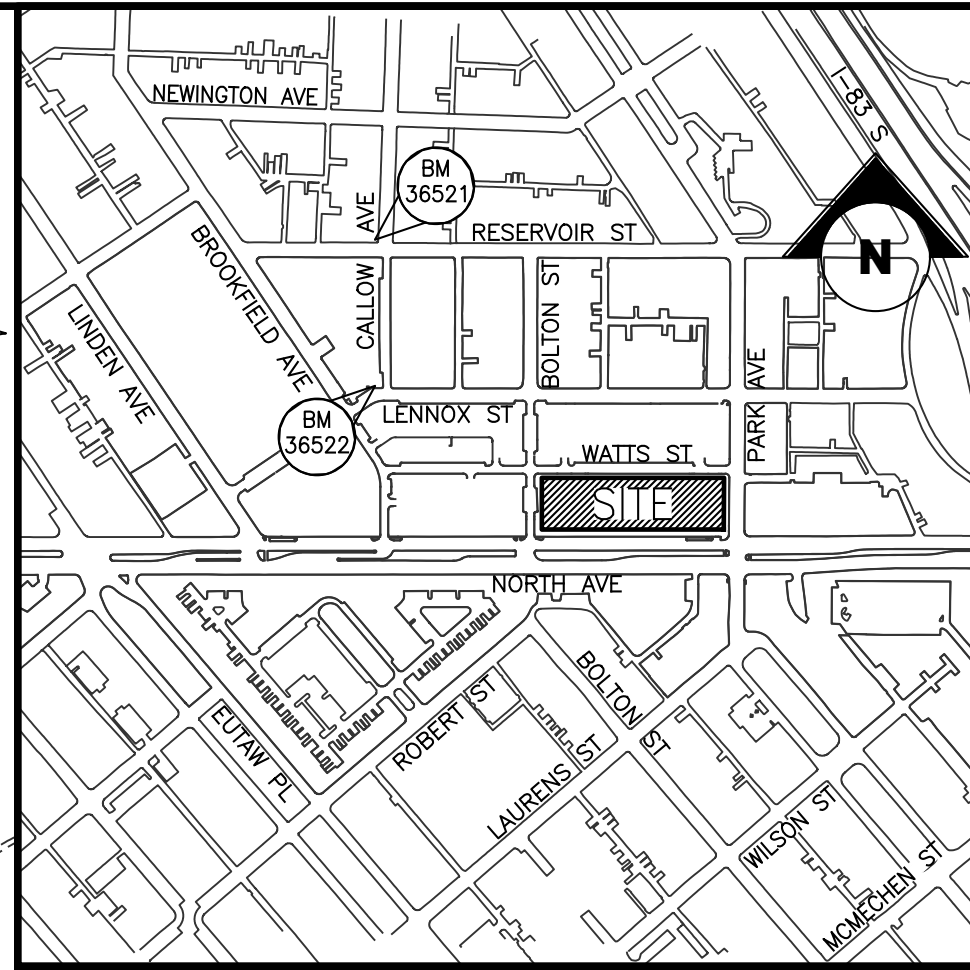 I-83 S
NEWINGTON AVE
BM
36521
AVE
RESERVOIR ST
BROOKFIELD AVE
CALLOW
BOLTON ST
N
LINDEN AVE
PARK AVE
BM
36522
LENNOX ST
WATTS ST
SITE
NORTH AVE
BOLTON ST
EUTAW PL
ROBERT ST
LAURENS ST
WILSON ST
MCMECHEN ST